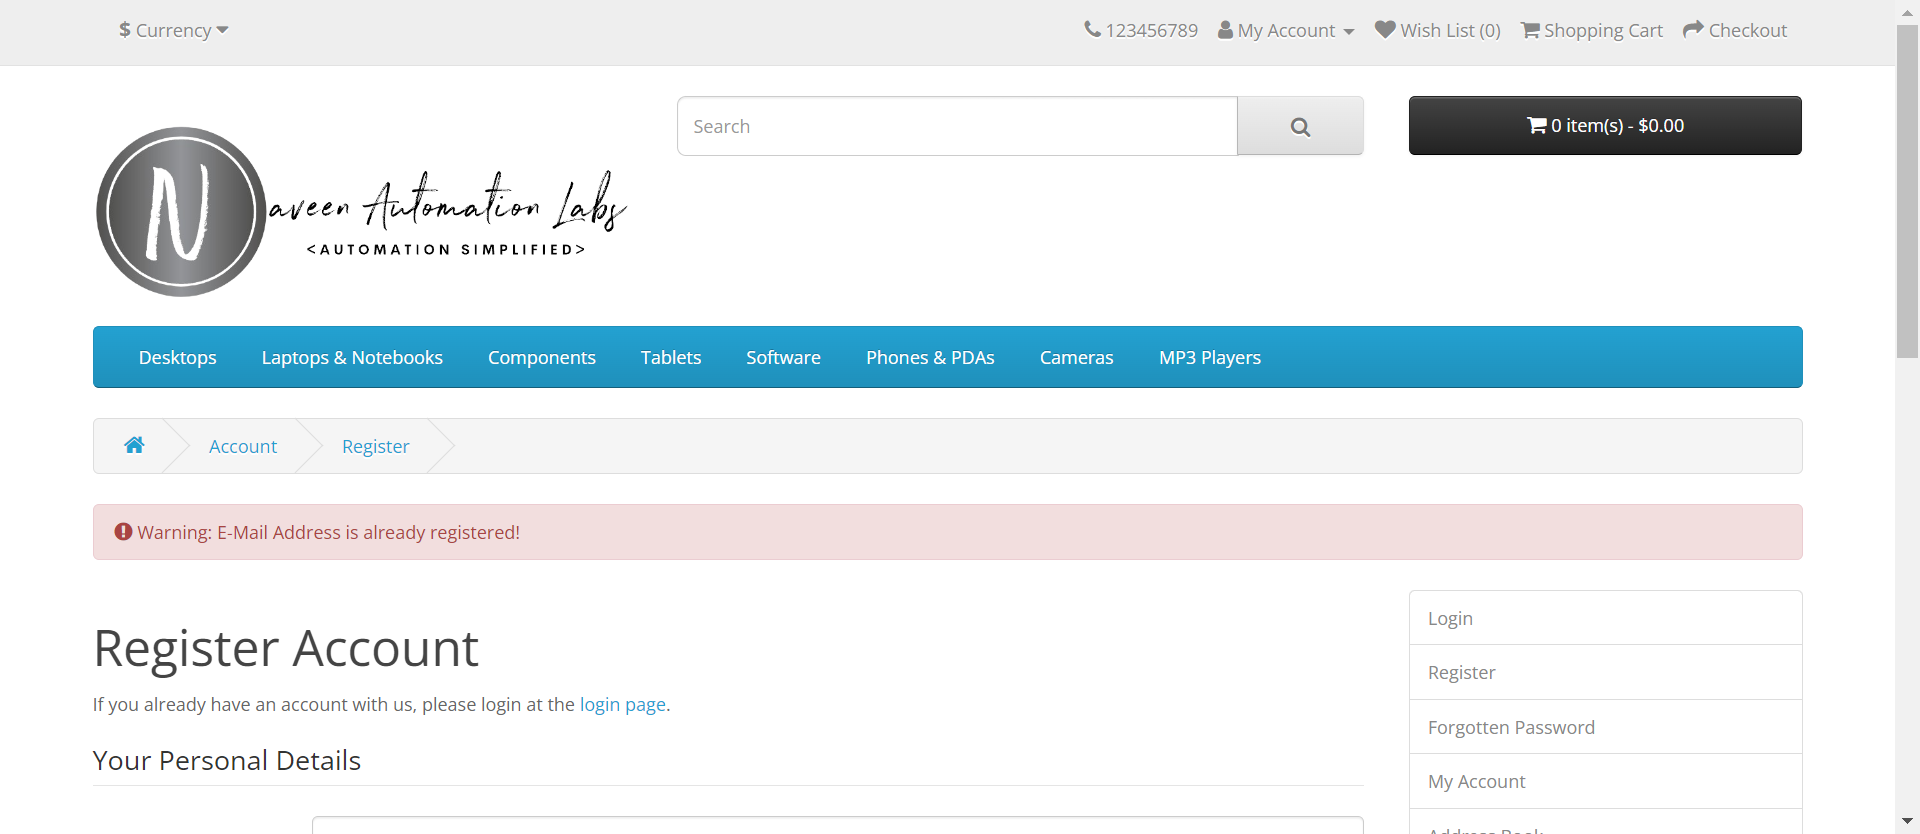 $ Currency
123456789 My Account Wish List (0) Shopping Cart Checkout
Search
0 item(s) - $0.00
Naveen Automation Labs
<AUTOMATION SIMPLIFIED>
Desktops Laptops & Notebooks Components Tablets Software Phones & PDAs Cameras MP3 Players
Account Register
Warning: E-Mail Address is already registered!
Register Account
If you already have an account with us, please login at the login page.
Your Personal Details
Login
Register
Forgotten Password
My Account
Address Book